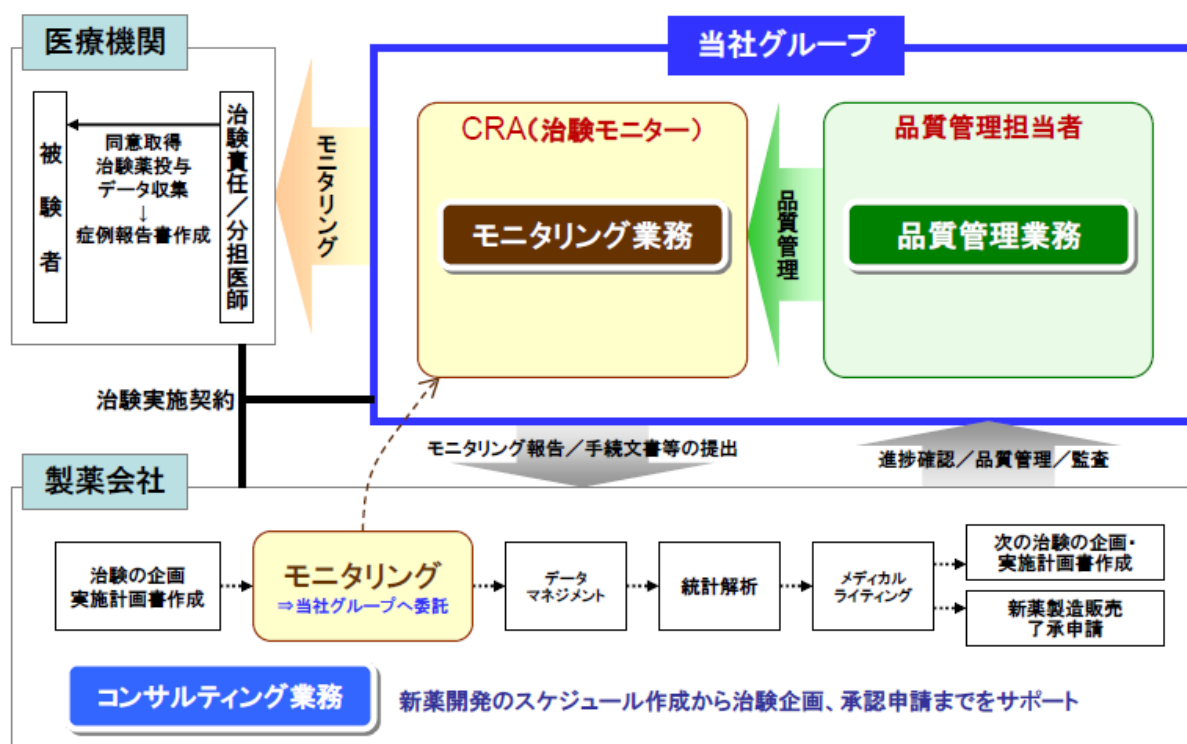 医療機関
被験者
同意取得
治験薬投与
データ収集
↓
症例報告書作成
治験責任／分担医師
モニタリング
当社グループ
CRA（治験モニター）
モニタリング業務
品質管理
品質管理担当者
品質管理業務
治験実施契約
モニタリング報告／手続文書等の提出
進捗確認／品質管理／監査
製薬会社
治験の企画
実施計画書作成
モニタリング
⇒当社グループへ委託
データ
マネジメント
統計解析
メディカル
ライティング
次の治験の企画・
実施計画書作成
新薬製造販売
了承申請
コンサルティング業務
新薬開発のスケジュール作成から治験企画、承認申請までをサポート